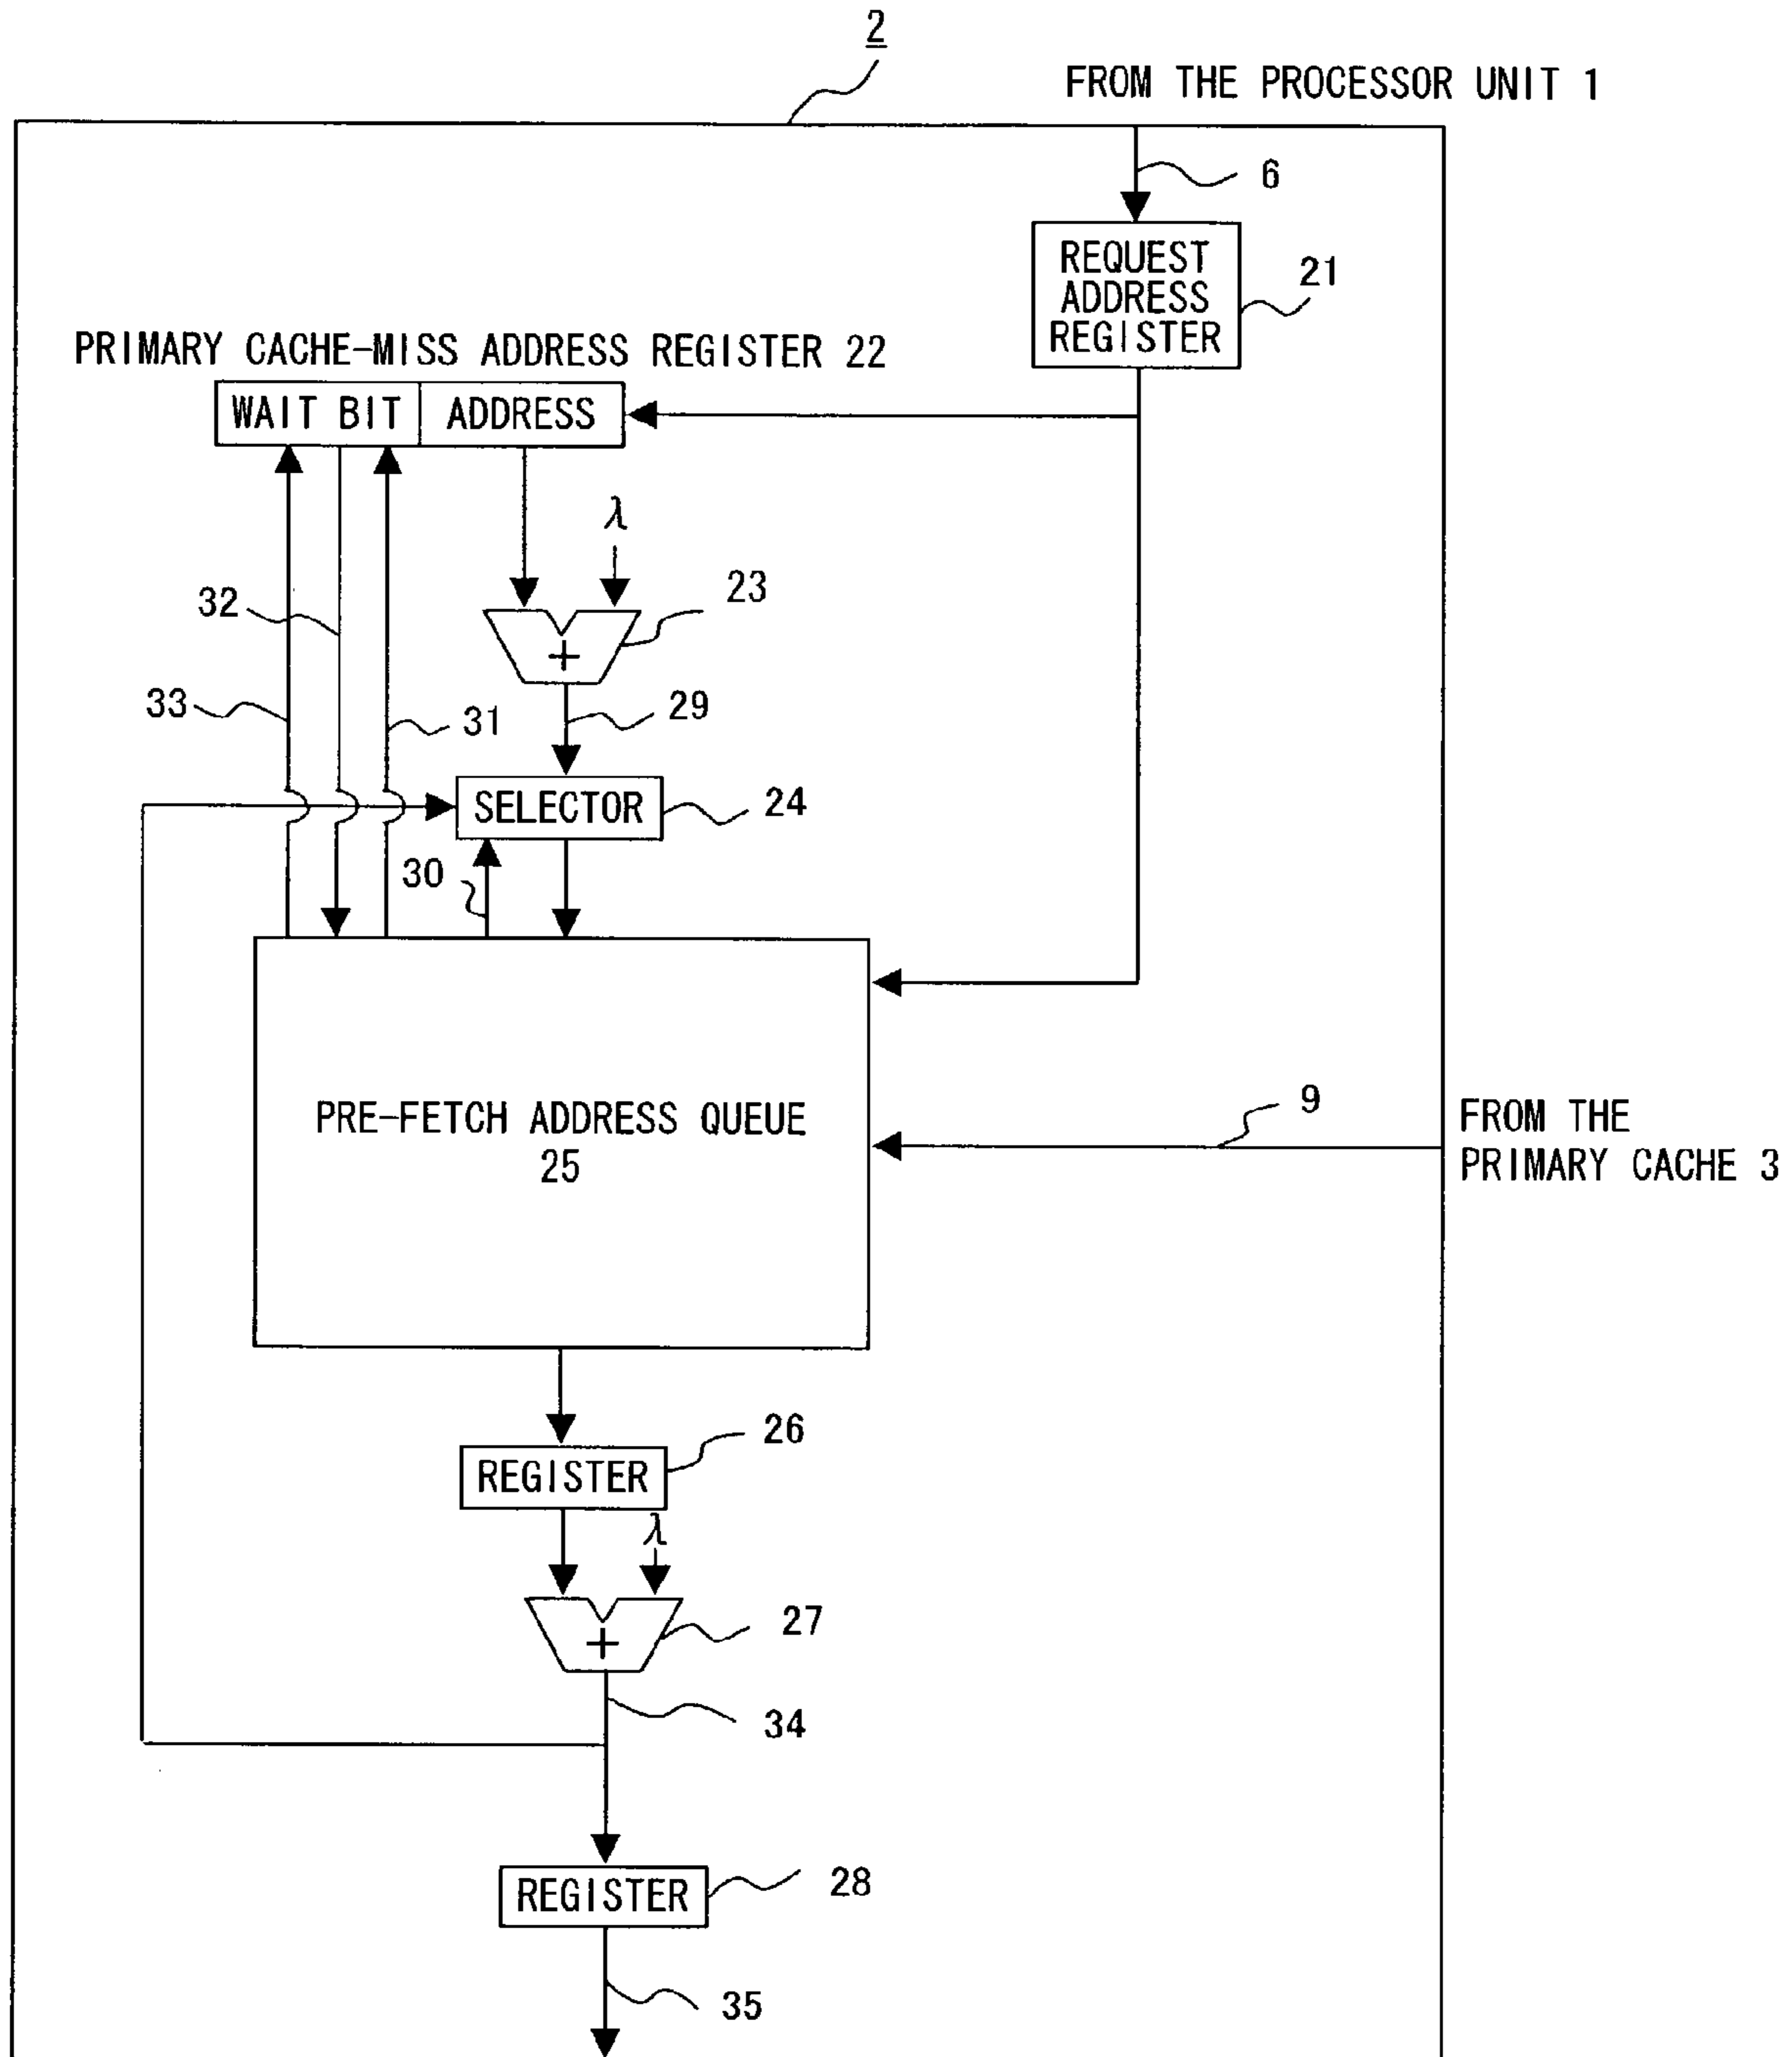 2
FROM THE PROCESSOR UNIT 1
6
REQUEST
ADDRESS
REGISTER
21
PRIMARY CACHE-MISS ADDRESS REGISTER 22
WAIT BIT
ADDRESS
λ
32
23
33
31
29
SELECTOR
24
30
PRE-FETCH ADDRESS QUEUE
25
9
FROM THE
PRIMARY CACHE 3
26
REGISTER
λ
27
+
+
34
28
REGISTER
35